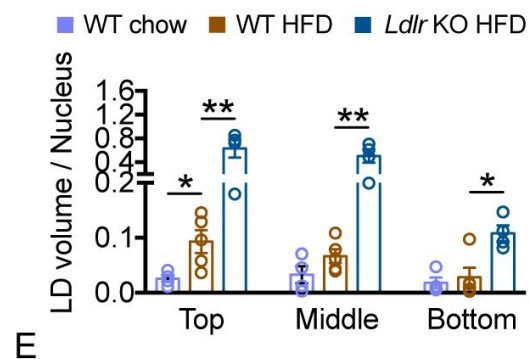 WT chow WT HFD Ldlr KO HFD
LD volume / Nucleus
1.6
1.2
0.8
0.4
0.2
0.1
0.0
*
**
**
*
Top Middle Bottom
E